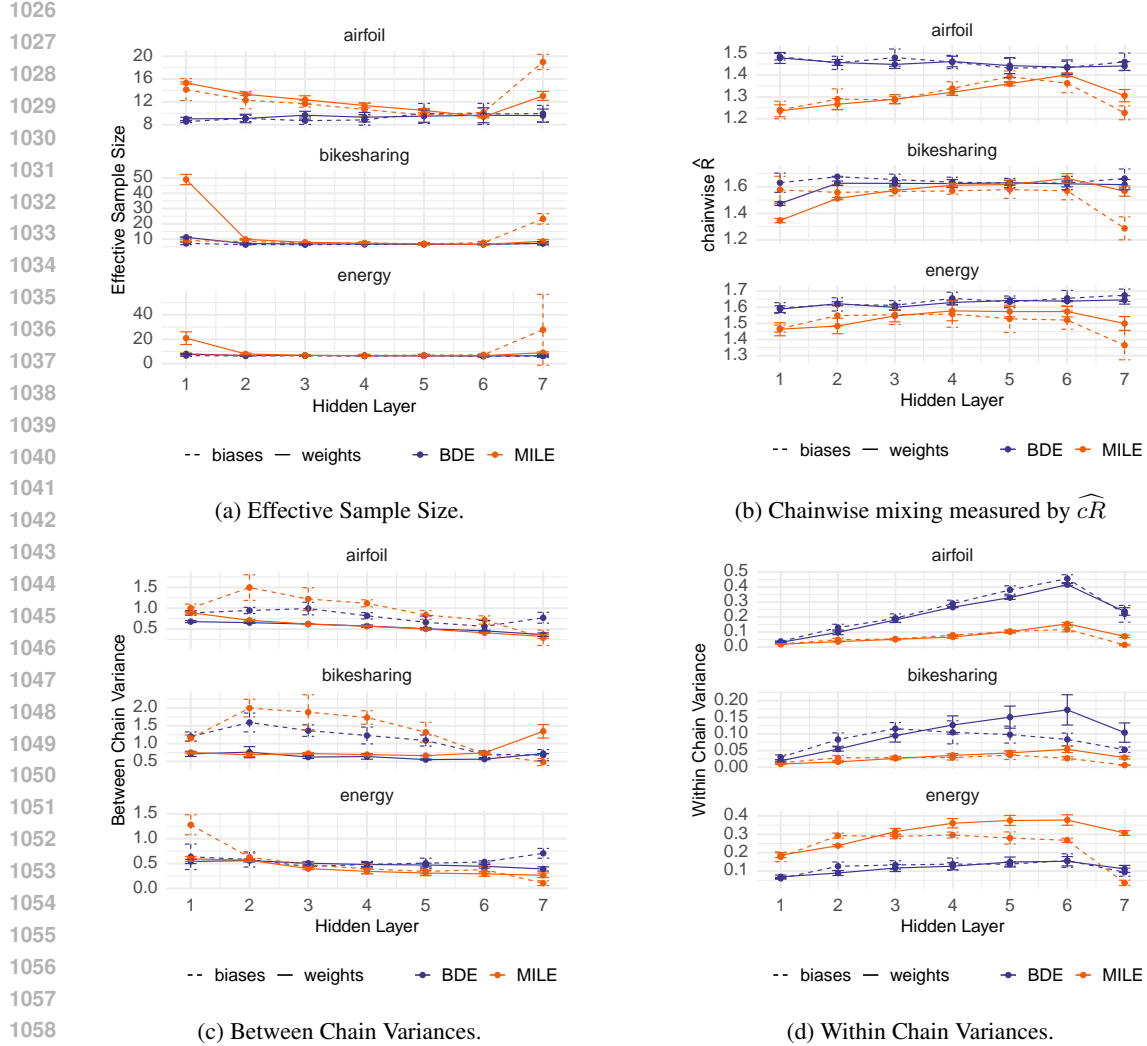 1026
1027
1028
1029
1030
1031
1032
1033
1034
1035
1036
1037
1038
1039
1040
1041
1042
1043
1044
1045
1046
1047
1048
1049
1050
1051
1052
1053
1054
1055
1056
1057
1058
Effective Sample Size
airfoil
20
16
12
8
bikesharing
50
40
30
20
10
energy
40
20
0
1 2 3 4 5 6 7
Hidden Layer
biases weights BDE MILE
(a) Effective Sample Size.
chainwise R̂
airfoil
1.5
1.4
1.3
1.2
bikesharing
1.6
1.4
1.2
energy
1.7
1.6
1.5
1.4
1.3
1 2 3 4 5 6 7
Hidden Layer
biases weights BDE MILE
(b) Chainwise mixing measured by \widehat{cR}
Between Chain Variance
airfoil
1.5
1.0
0.5
bikesharing
2.0
1.5
1.0
0.5
energy
1.5
1.0
0.5
0.0
1 2 3 4 5 6 7
Hidden Layer
biases weights BDE MILE
(c) Between Chain Variances.
Within Chain Variance
airfoil
0.5
0.4
0.3
0.2
0.1
0.0
bikesharing
0.20
0.15
0.10
0.05
0.00
energy
0.4
0.3
0.2
0.1
1 2 3 4 5 6 7
Hidden Layer
biases weights BDE MILE
(d) Within Chain Variances.